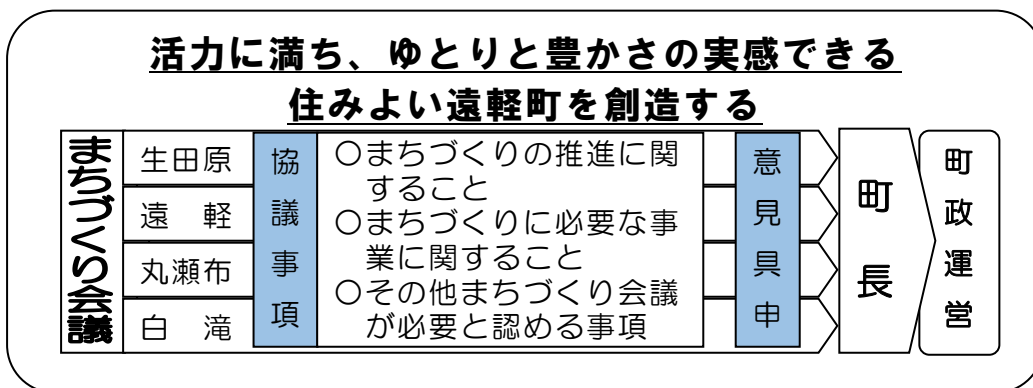 活力に満ち、ゆとりと豊かさの実感できる
住みよい遠軽町を創造する
まちづくり会議
生田原
遠　軽
丸瀬布
白　滝
協議事項
〇まちづくりの推進に関
すること
〇まちづくりに必要な事
業に関すること
〇その他まちづくり会議
が必要と認める事項
意見具申
町長
町政運営